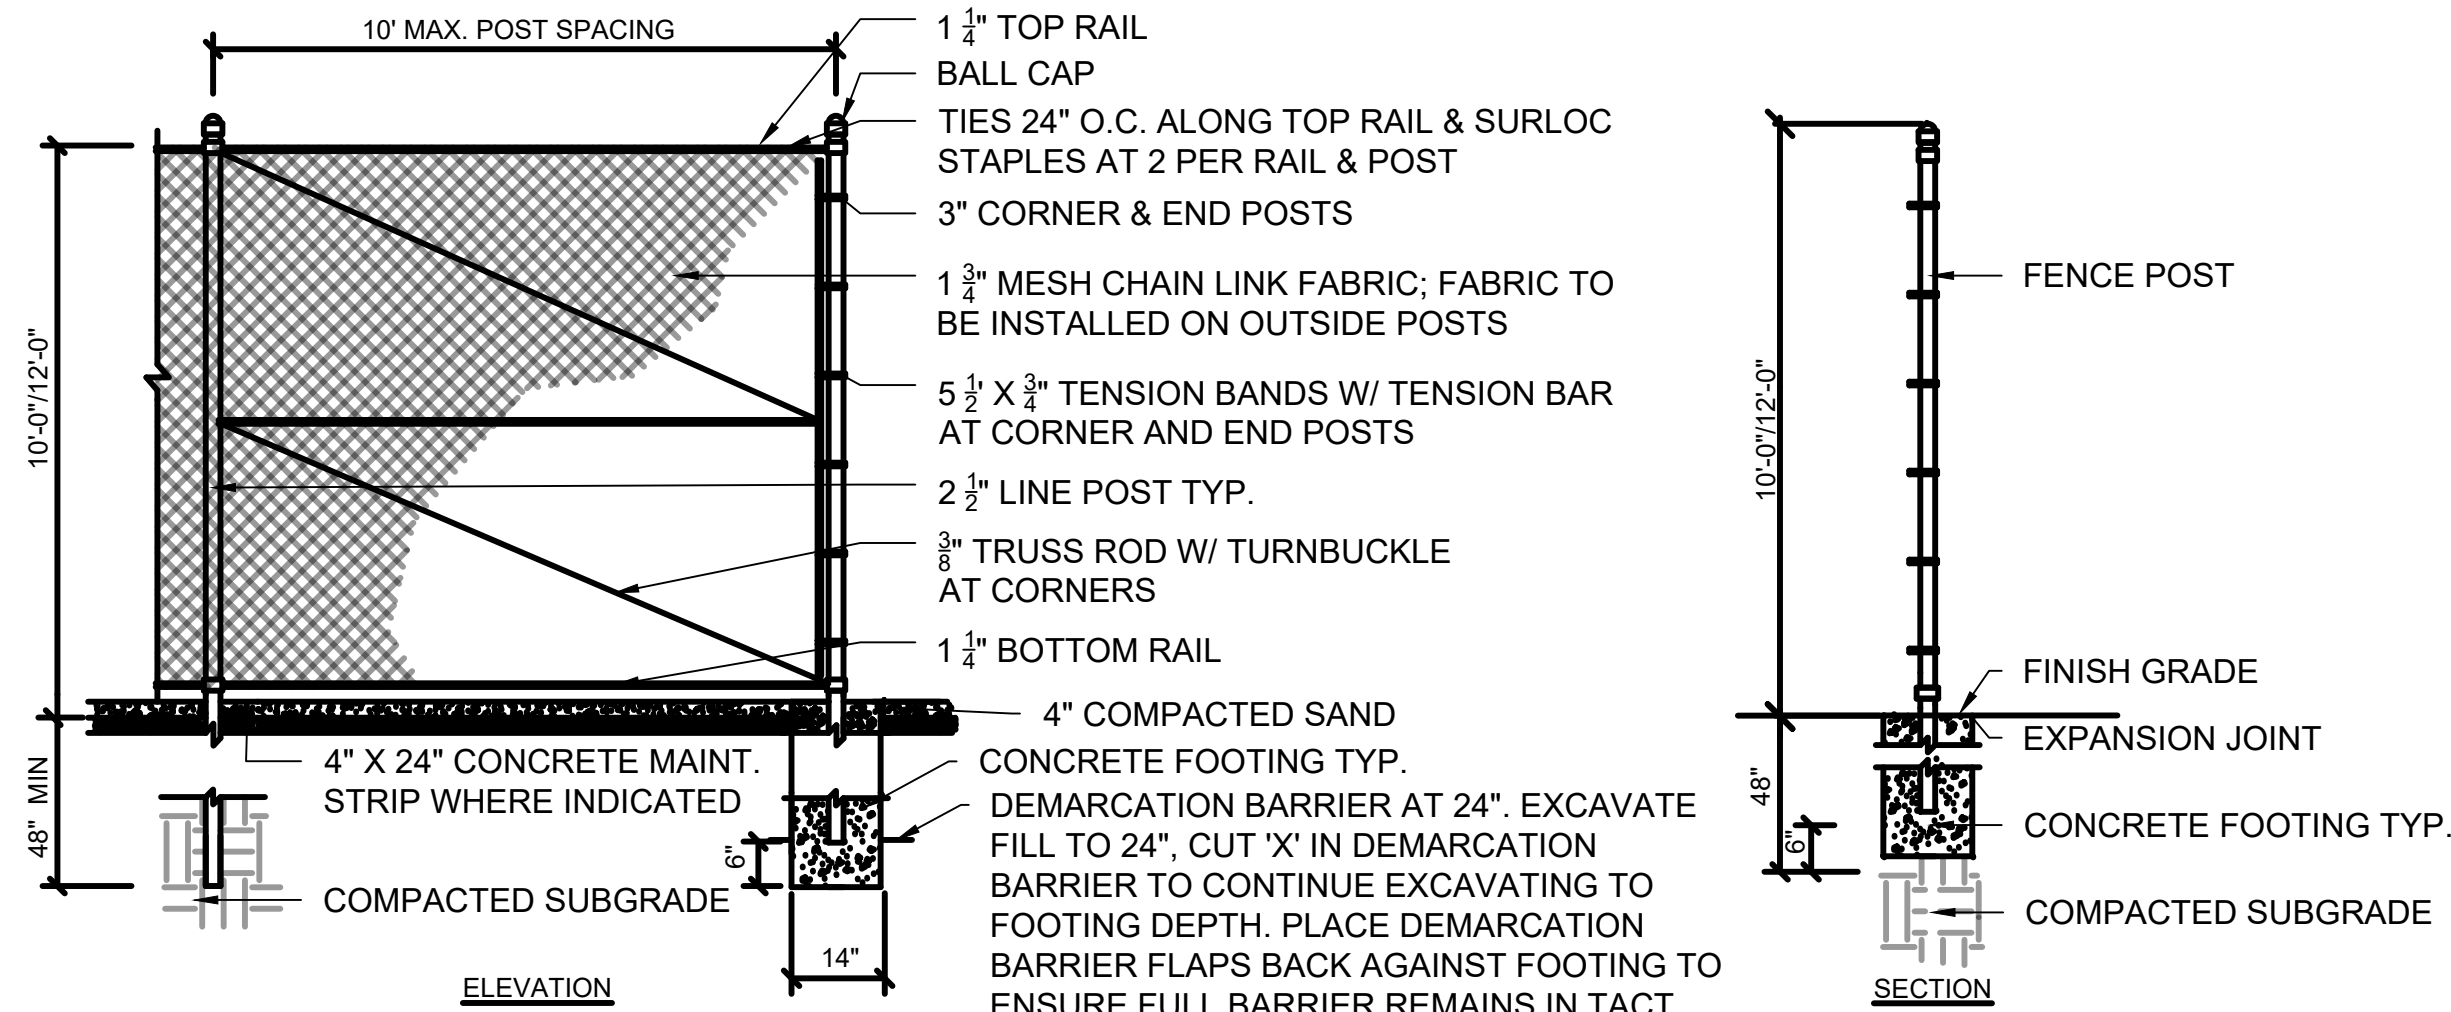 10' MAX. POST SPACING
1 1/4" TOP RAIL
BALL CAP
TIES 24" O.C. ALONG TOP RAIL & SURLOC
STAPLES AT 2 PER RAIL & POST
3" CORNER & END POSTS
1 3/4" MESH CHAIN LINK FABRIC; FABRIC TO
BE INSTALLED ON OUTSIDE POSTS
5 1/2' X 3/4" TENSION BANDS W/ TENSION BAR
AT CORNER AND END POSTS
2 1/2" LINE POST TYP.
3/8" TRUSS ROD W/ TURNBUCKLE
AT CORNERS
1 1/4" BOTTOM RAIL
4" COMPACTED SAND
CONCRETE FOOTING TYP.
DEMARCATION BARRIER AT 24". EXCAVATE
FILL TO 24", CUT 'X' IN DEMARCATION
BARRIER TO CONTINUE EXCAVATING TO
FOOTING DEPTH. PLACE DEMARCATION
BARRIER FLAPS BACK AGAINST FOOTING TO
ENSURE FULL BARRIER REMAINS IN TACT
10'-0"/12'-0"
48" MIN
4" X 24" CONCRETE MAINT.
STRIP WHERE INDICATED
COMPACTED SUBGRADE
6"
14"
ELEVATION
10'-0"/12'-0"
48"
6"
FENCE POST
FINISH GRADE
EXPANSION JOINT
CONCRETE FOOTING TYP.
COMPACTED SUBGRADE
SECTION